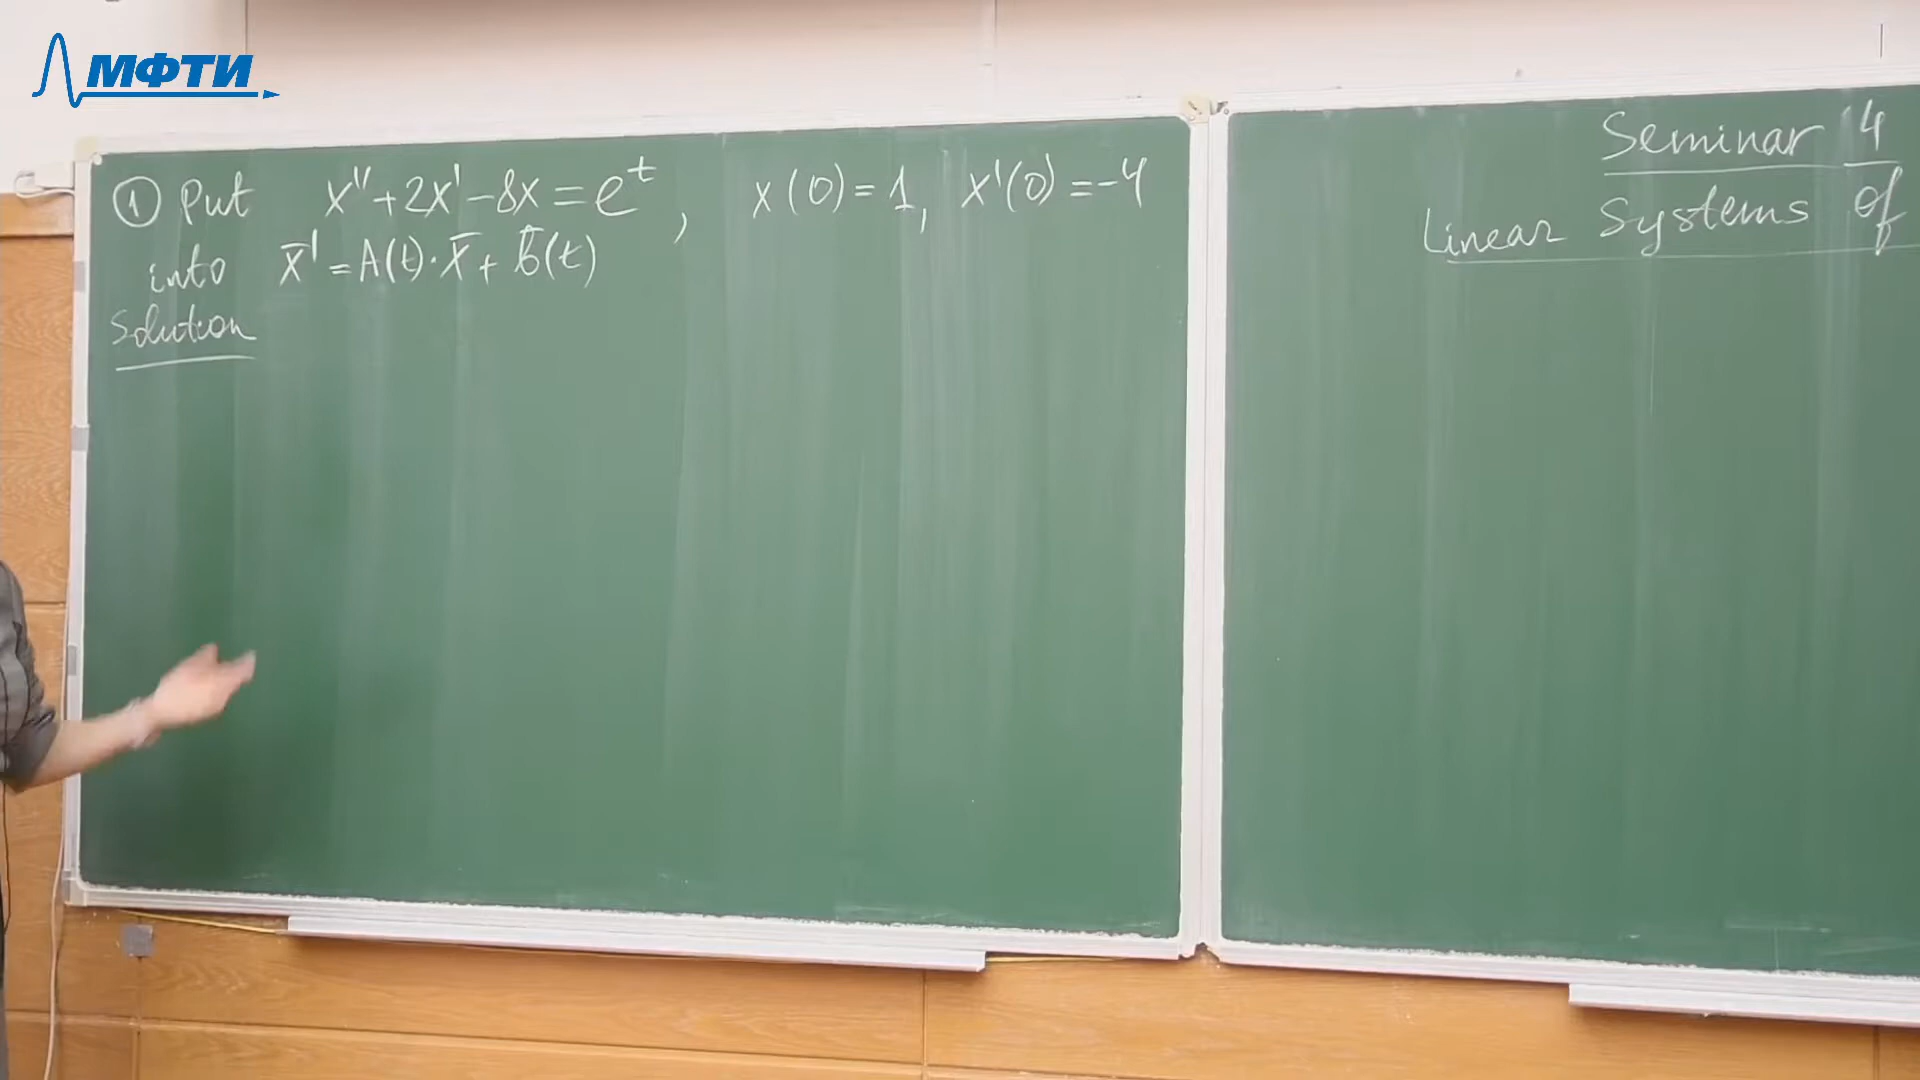 МФТИ
① Put x'' + 2x' - 8x = e^t, x(0) = 1, x'(0) = -4
into x̄' = A(t)·x̄ + b̄(t)
Solution
Seminar 4
Linear Systems of